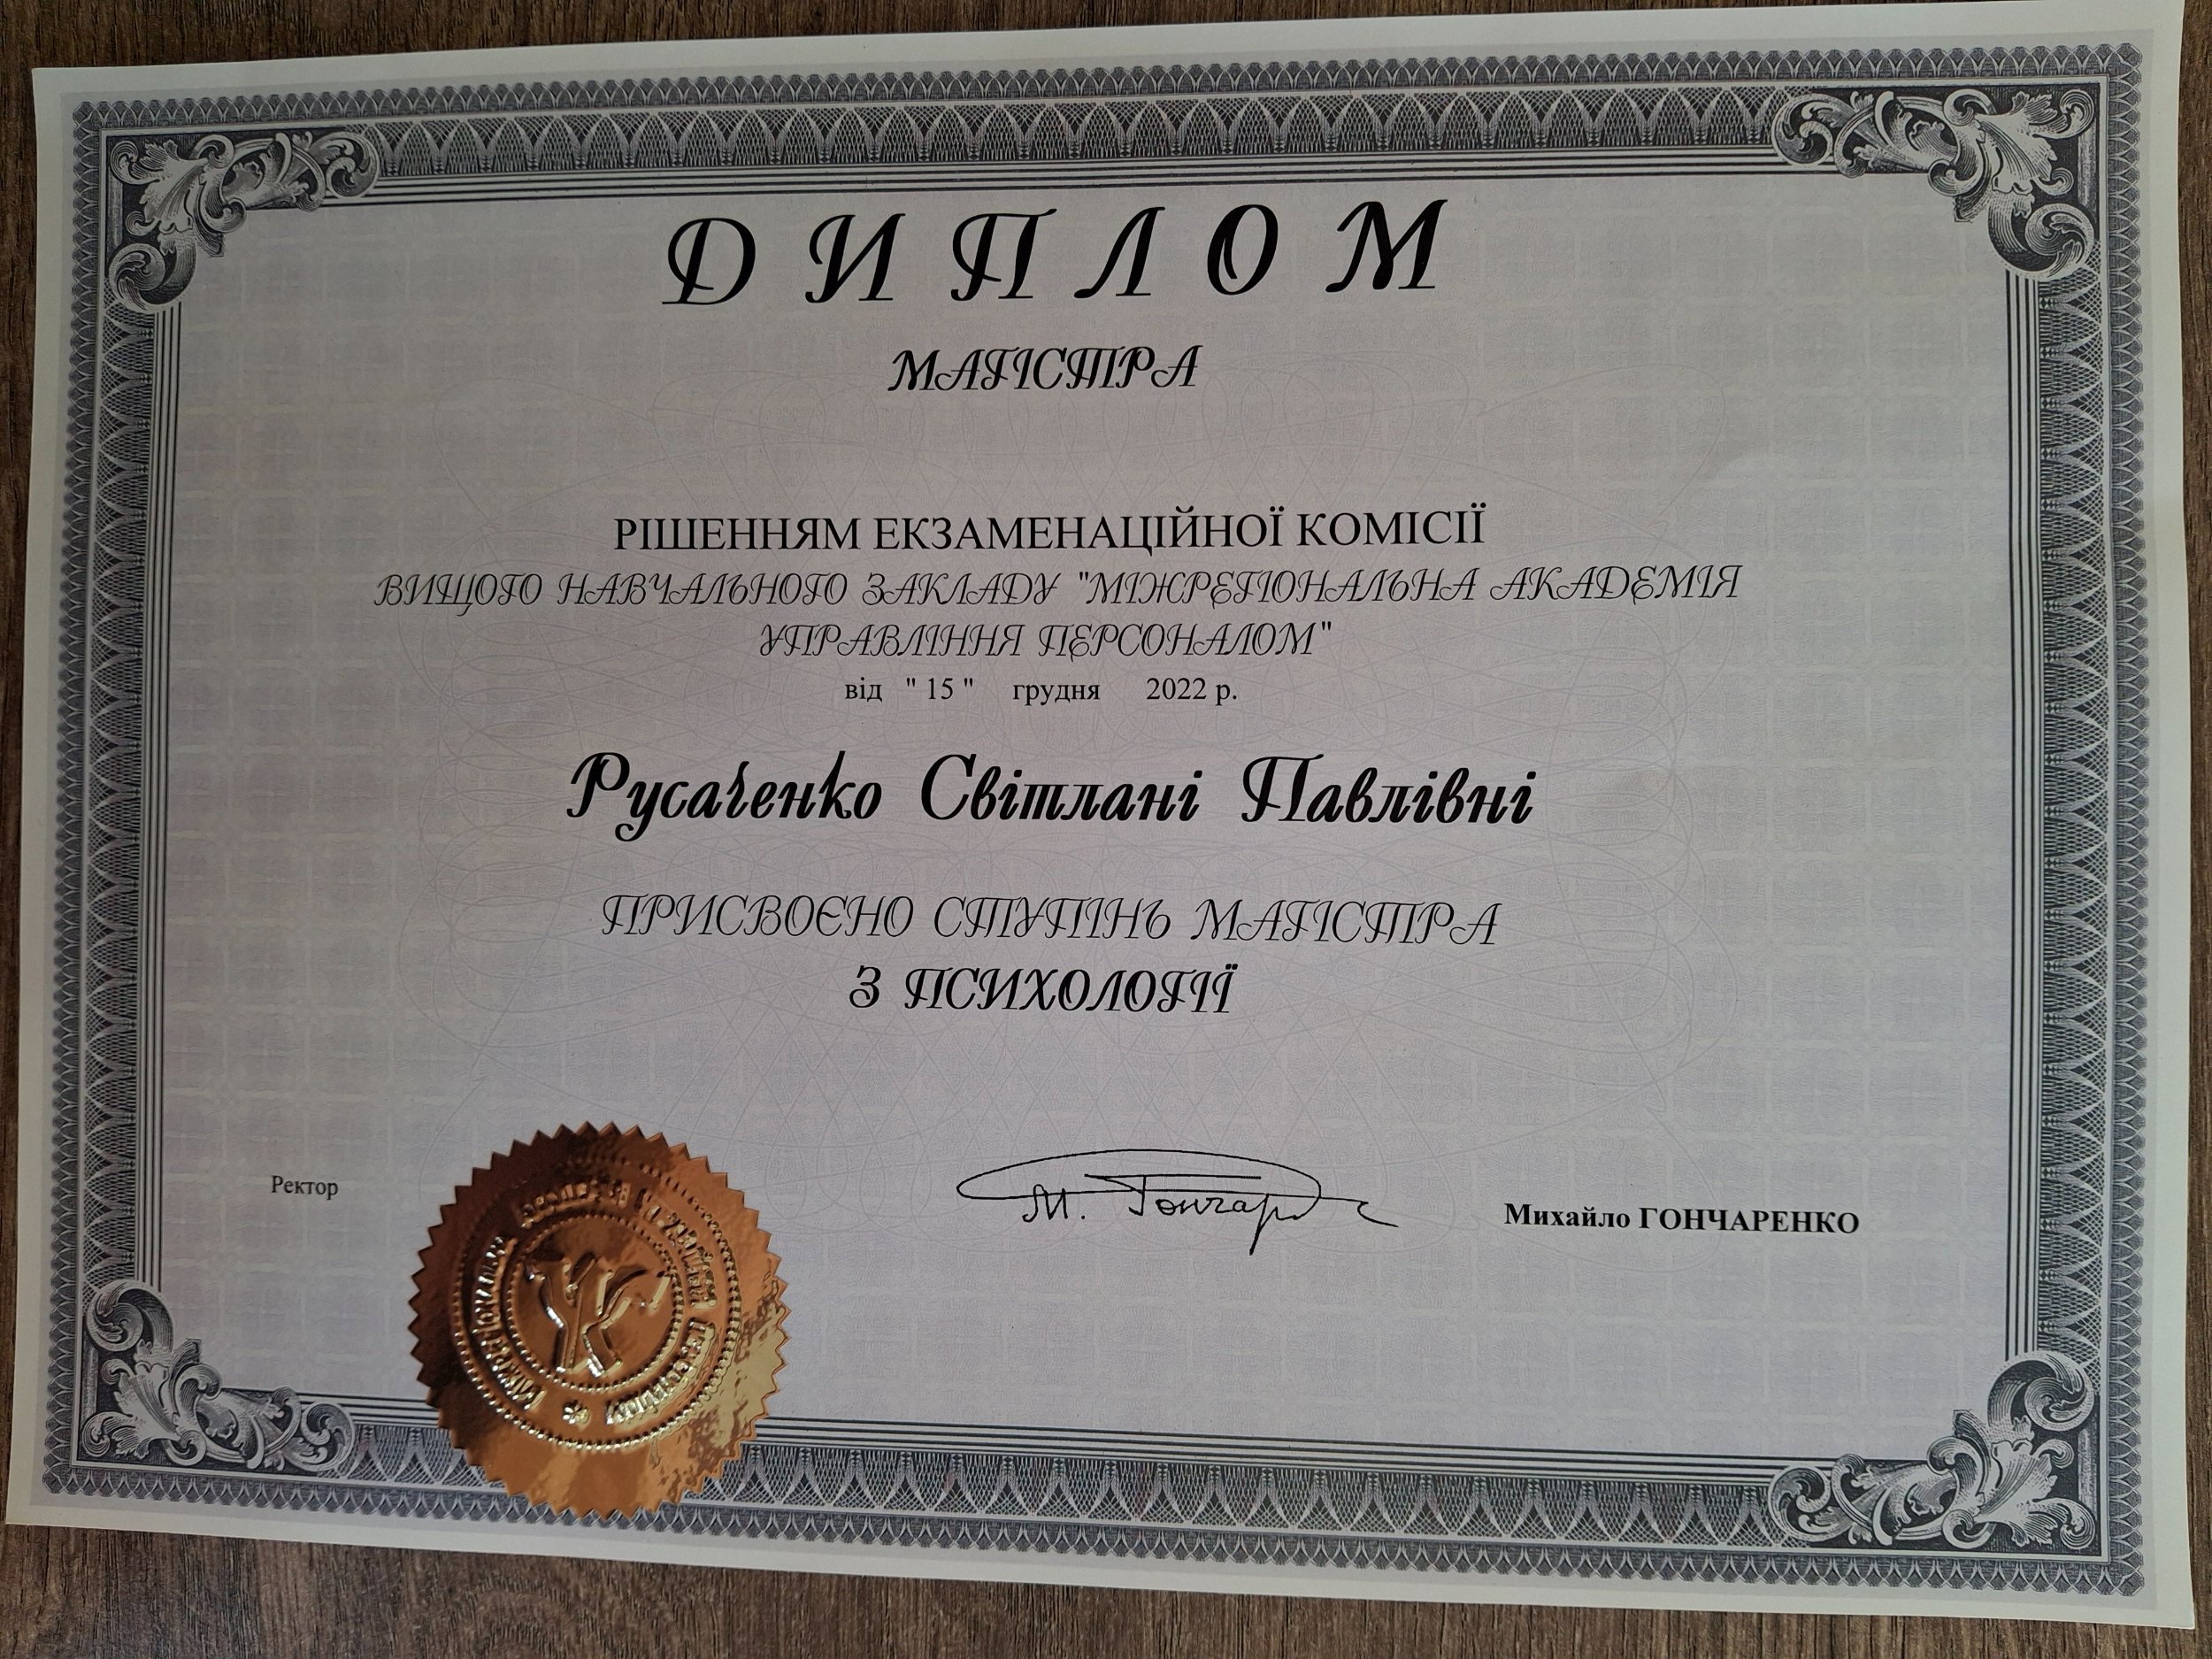 ДИПЛОМ
МАГІСТРА
РІШЕННЯМ ЕКЗАМЕНАЦІЙНОЇ КОМІСІЇ
ВИЩОГО НАВЧАЛЬНОГО ЗАКЛАДУ "МІЖРЕГІОНАЛЬНА АКАДЕМІЯ
УПРАВЛІННЯ ПЕРСОНАЛОМ"
від " 15 " грудня 2022 р.
Русаченко Світлані Павлівні
ПРИСВОЄНО СТУПІНЬ МАГІСТРА
З ПСИХОЛОГІЇ
Ректор
М. Гончар
Михайло ГОНЧАРЕНКО